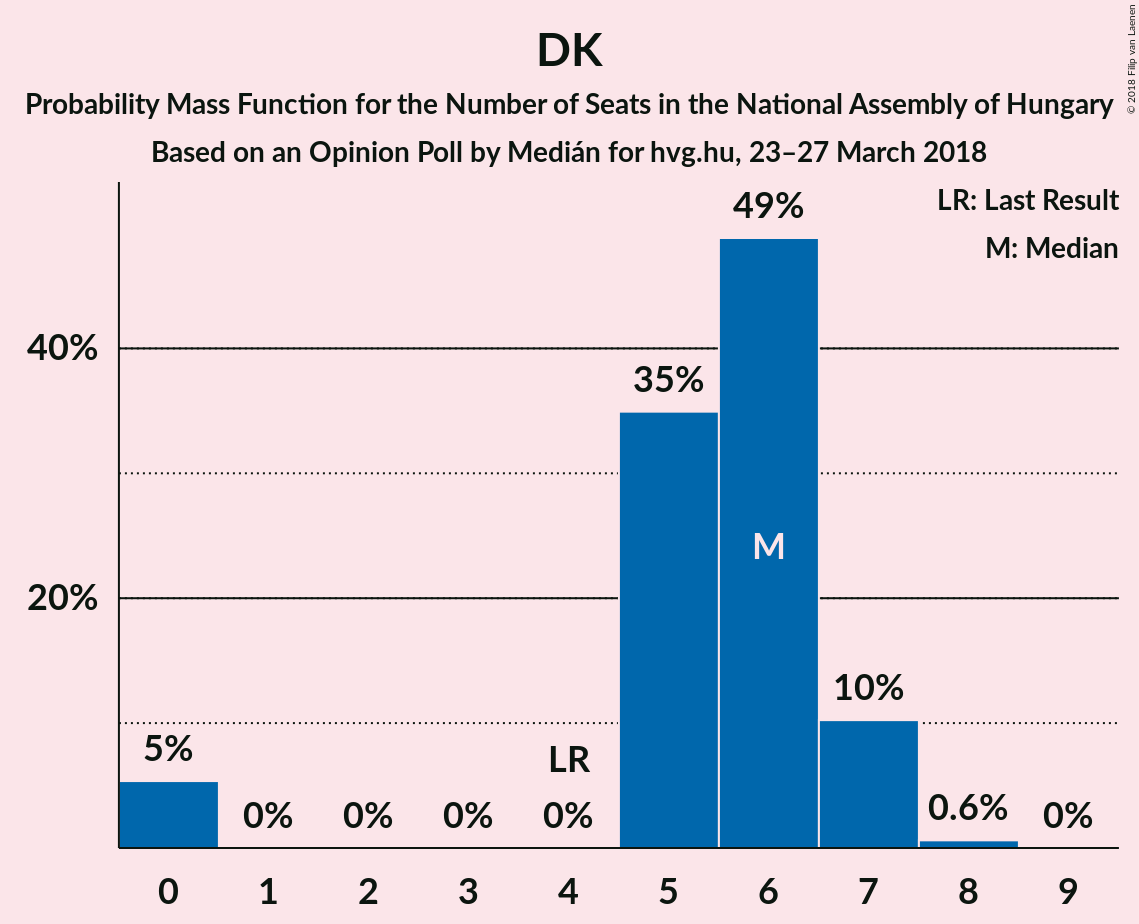 DK
Probability Mass Function for the Number of Seats in the National Assembly of Hungary
Based on an Opinion Poll by Medián for hvg.hu, 23–27 March 2018
© 2018 Filip van Laenen
LR: Last Result
M: Median
49%
40%
35%
M
20%
10%
5%
LR
0%
0%
0%
0%
0.6%
0%
0 1 2 3 4 5 6 7 8 9